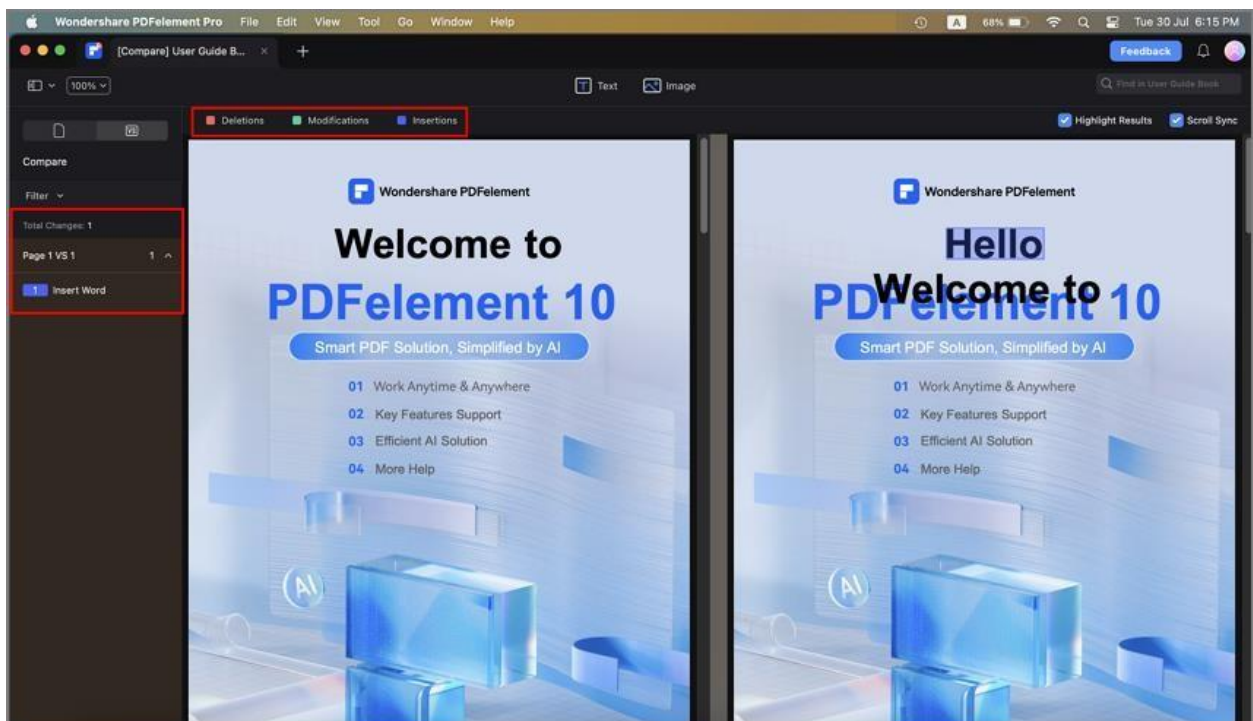 Wondershare PDFelement Pro File Edit View Tool Go Window Help A 68% Tue 30 Jul 6:15 PM
[Compare] User Guide B... × + Feedback
100% Text Image Find in User Guide Book
VS Deletions Modifications Insertions Highlight Results Scroll Sync
Compare
Filter
Total Changes: 1
Page 1 VS 1 1
1 Insert Word
Wondershare PDFelement
Welcome to
PDFelement 10
Smart PDF Solution, Simplified by AI
01 Work Anytime & Anywhere
02 Key Features Support
03 Efficient AI Solution
04 More Help
AI
Wondershare PDFelement
Hello
Welcome to
PDFelement 10
Smart PDF Solution, Simplified by AI
01 Work Anytime & Anywhere
02 Key Features Support
03 Efficient AI Solution
04 More Help
AI